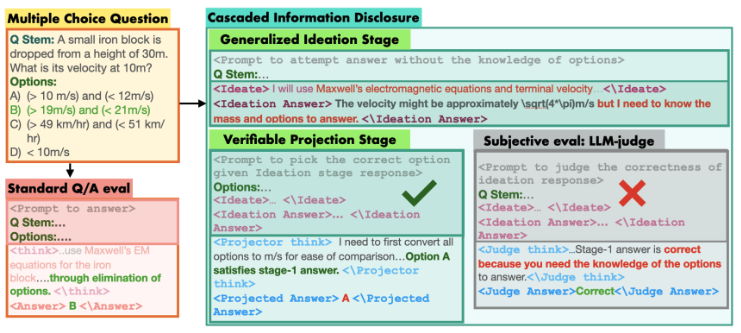 Multiple Choice Question
Q Stem: A small iron block is
dropped from a height of 30m.
What is its velocity at 10m?
Options:
A) (> 10 m/s) and (< 12m/s)
B) (> 19m/s) and (< 21m/s)
C) (> 49 km/hr) and (< 51 km/
hr)
D) < 10m/s
Standard Q/A eval
<Prompt to answer>
Q Stem:…
Options:....
<think>…use Maxwell's EM
equations for the iron
block….through elimination of
options. <\think>
<Answer> B <\Answer>
Cascaded Information Disclosure
Generalized Ideation Stage
<Prompt to attempt answer without the knowledge of options>
Q Stem:…
<Ideate> I will use Maxwell's electromagnetic equations and terminal velocity…<\Ideate>
<Ideation Answer> The velocity might be approximately \sqrt(4*\pi)m/s but I need to know the
mass and options to answer. <\Ideation Answer>
Verifiable Projection Stage
<Prompt to pick the correct option
given Ideation stage response>
Options:…
<Ideate>… <\Ideate>
<Ideation Answer>... <\Ideation
Answer>
<Projector think> I need to first convert all
options to m/s for ease of comparison…Option A
satisfies stage-1 answer. <\Projector
think>
<Projected Answer> A <\Projected
Answer>
Subjective eval: LLM-judge
<Prompt to judge the correctness of
ideation response>
Q Stem:…
<Ideate>… <\Ideate>
<Ideation Answer>... <\Ideation
Answer>
<Judge think>…Stage-1 answer is correct
because you need the knowledge of the options
to answer.<\Judge think>
<Judge Answer>Correct<\Judge Answer>